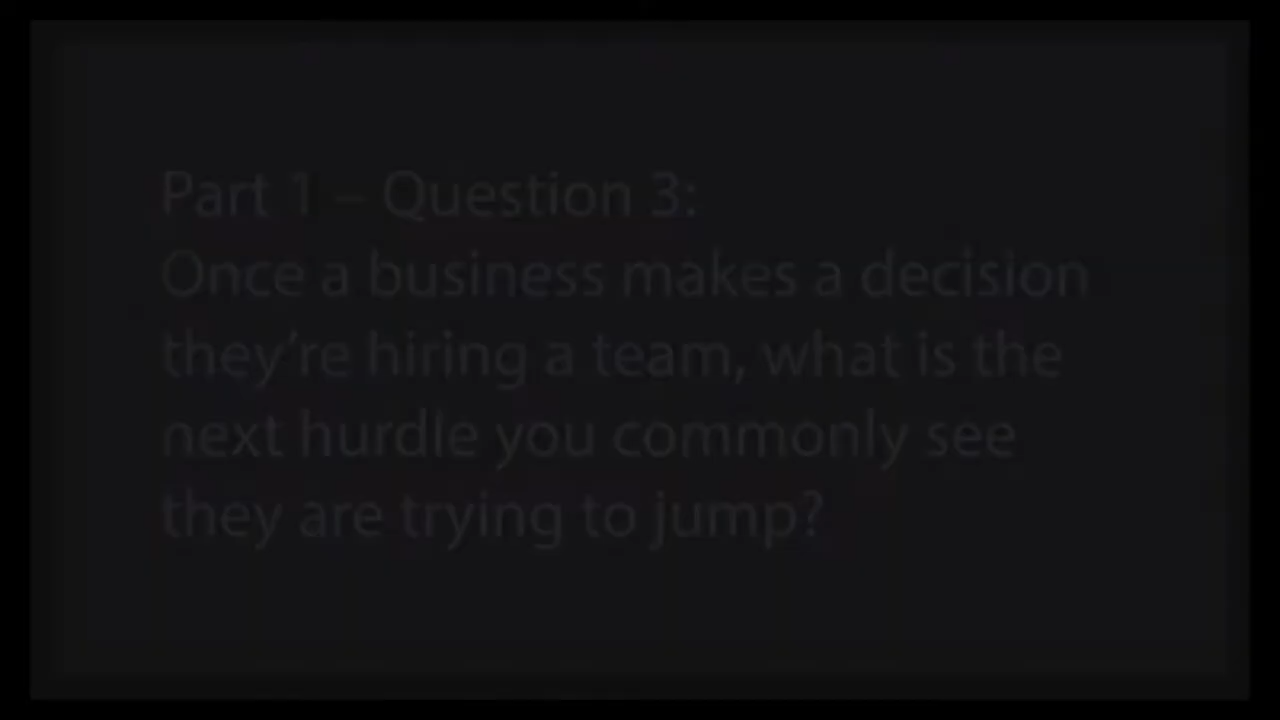 Part 1 – Question 3:
Once a business makes a decision
they’re hiring a team, what is the
next hurdle you commonly see
they are trying to jump?